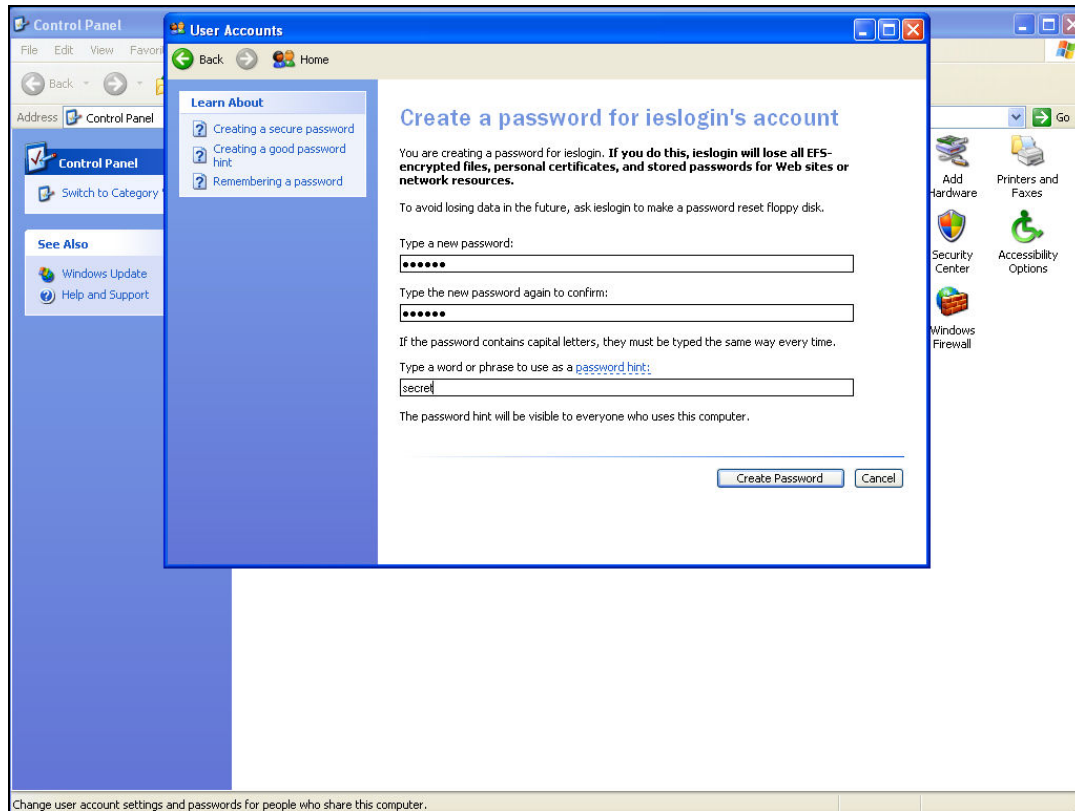 Control Panel
User Accounts
File Edit View
Back
Back Home
Address Control Panel
Go
Learn About
Creating a secure password
Creating a good password
hint
Remembering a password
Create a password for ieslogin's account
You are creating a password for ieslogin. If you do this, ieslogin will lose all EFS-
encrypted files, personal certificates, and stored passwords for Web sites or
network resources.
To avoid losing data in the future, ask ieslogin to make a password reset floppy disk.
Type a new password:
••••••
Type the new password again to confirm:
••••••
If the password contains capital letters, they must be typed the same way every time.
Type a word or phrase to use as a password hint:
secret
The password hint will be visible to everyone who uses this computer.
Create Password Cancel
Control Panel
Switch to Category
See Also
Windows Update
Help and Support
Add
Hardware
Printers and
Faxes
Security
Center
Accessibility
Options
Windows
Firewall
Change user account settings and passwords for people who share this computer.